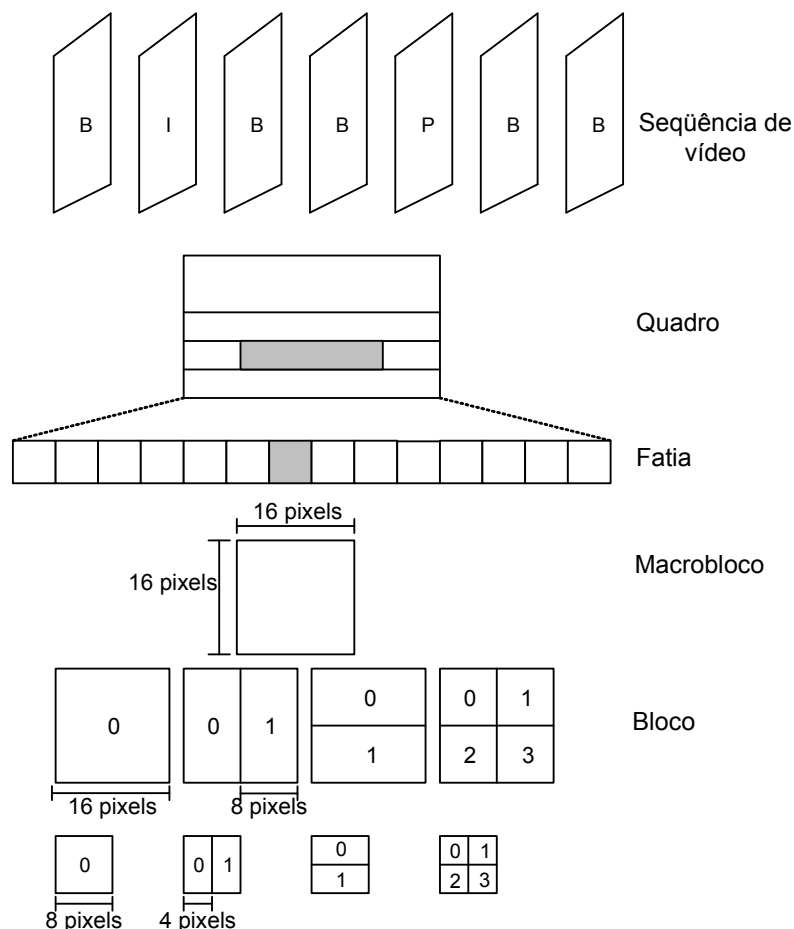 B I B B P B B
Seqüência de
vídeo
Quadro
Fatia
16 pixels
16 pixels
Macrobloco
0 0 1 0 1 0 1 2 3
Bloco
16 pixels 8 pixels
0 0 1 0 1 0 1 2 3
8 pixels 4 pixels